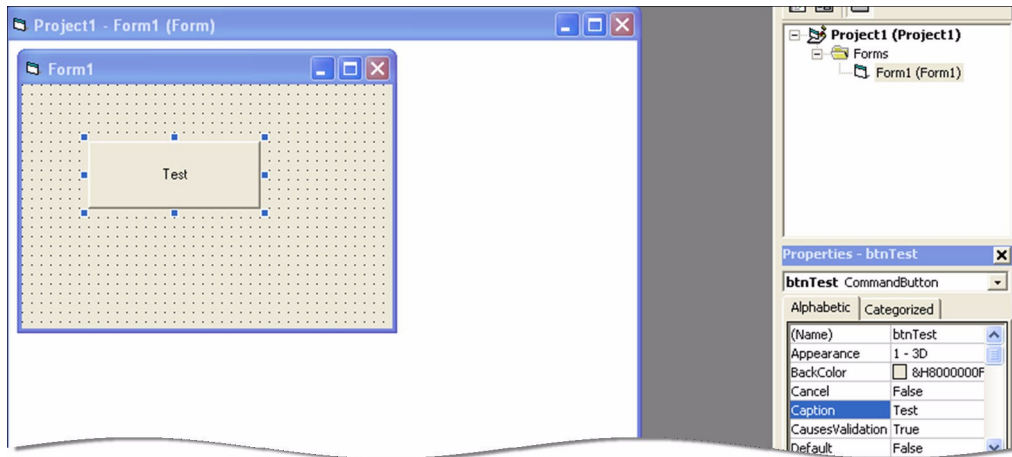 Project1 - Form1 (Form)
Form1
Test
Project1 (Project1)
Forms
Form1 (Form1)
Properties - btnTest
btnTest CommandButton
Alphabetic Categorized
(Name) btnTest
Appearance 1 - 3D
BackColor &H8000000F
Cancel False
Caption Test
CausesValidation True
Default False